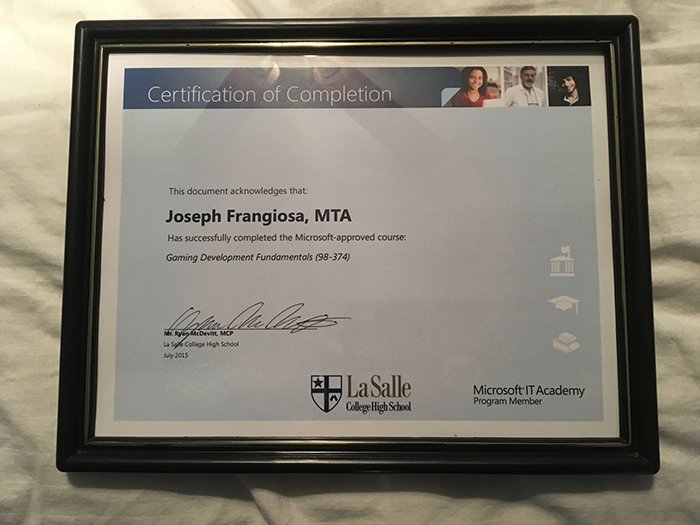 Certification of Completion
This document acknowledges that:
Joseph Frangiosa, MTA
Has successfully completed the Microsoft-approved course:
Gaming Development Fundamentals (98-374)
Mr. Ryan McDevitt, MCP
La Salle College High School
July 2015
La Salle
College High School
Microsoft® IT Academy
Program Member